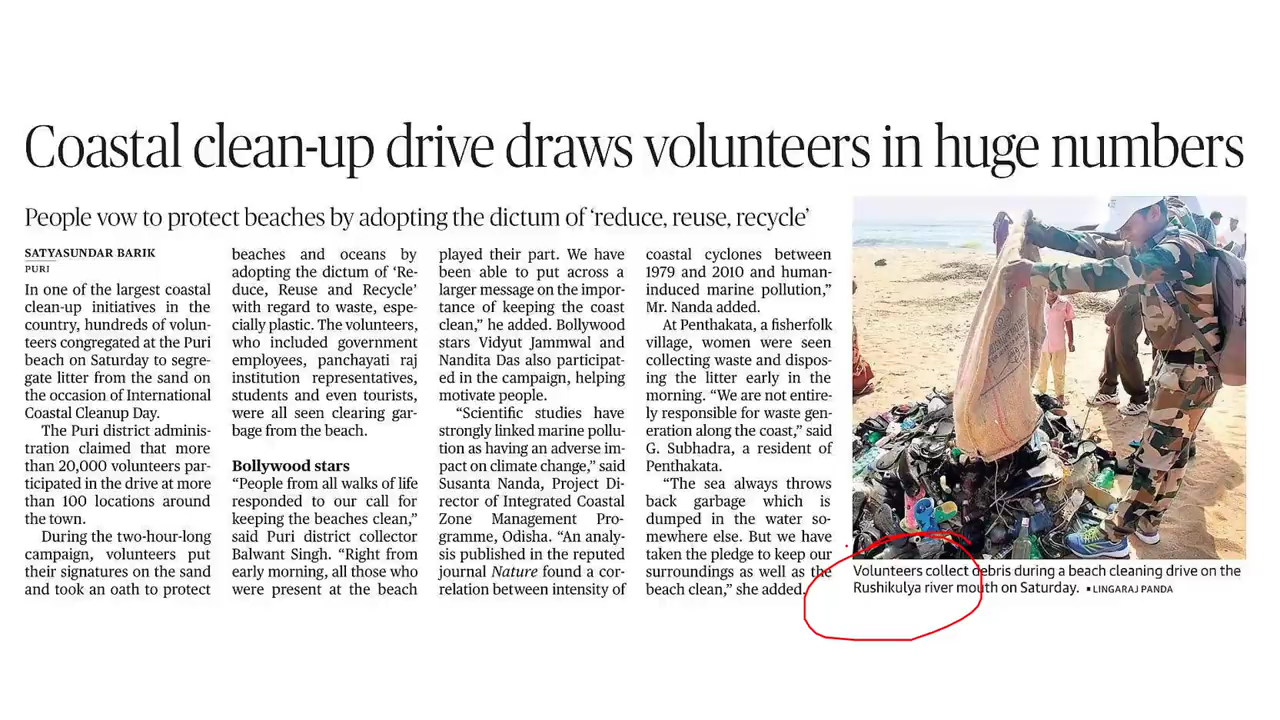 Coastal clean-up drive draws volunteers in huge numbers
People vow to protect beaches by adopting the dictum of ‘reduce, reuse, recycle’
SATYASUNDAR BARIK
PURI
In one of the largest coastal
clean-up initiatives in the
country, hundreds of volun-
teers congregated at the Puri
beach on Saturday to segre-
gate litter from the sand on
the occasion of International
Coastal Cleanup Day.
The Puri district adminis-
tration claimed that more
than 20,000 volunteers par-
ticipated in the drive at more
than 100 locations around
the town.
During the two-hour-long
campaign, volunteers put
their signatures on the sand
and took an oath to protect
beaches and oceans by
adopting the dictum of ‘Re-
duce, Reuse and Recycle’
with regard to waste, espe-
cially plastic. The volunteers,
who included government
employees, panchayati raj
institution representatives,
students and even tourists,
were all seen clearing gar-
bage from the beach.
Bollywood stars
“People from all walks of life
responded to our call for
keeping the beaches clean,”
said Puri district collector
Balwant Singh. “Right from
early morning, all those who
were present at the beach
played their part. We have
been able to put across a
larger message on the impor-
tance of keeping the coast
clean,” he added. Bollywood
stars Vidyut Jammwal and
Nandita Das also participat-
ed in the campaign, helping
motivate people.
“Scientific studies have
strongly linked marine pollu-
tion as having an adverse im-
pact on climate change,” said
Susanta Nanda, Project Di-
rector of Integrated Coastal
Zone Management Pro-
gramme, Odisha. “An analy-
sis published in the reputed
journal Nature found a cor-
relation between intensity of
coastal cyclones between
1979 and 2010 and human-
induced marine pollution,”
Mr. Nanda added.
At Penthakata, a fisherfolk
village, women were seen
collecting waste and dispos-
ing the litter early in the
morning. “We are not entire-
ly responsible for waste gen-
eration along the coast,” said
G. Subhadra, a resident of
Penthakata.
“The sea always throws
back garbage which is
dumped in the water so-
mewhere else. But we have
taken the pledge to keep our
surroundings as well as the
beach clean,” she added.
Volunteers collect debris during a beach cleaning drive on the
Rushikulya river mouth on Saturday. ▪ LINGARAJ PANDA